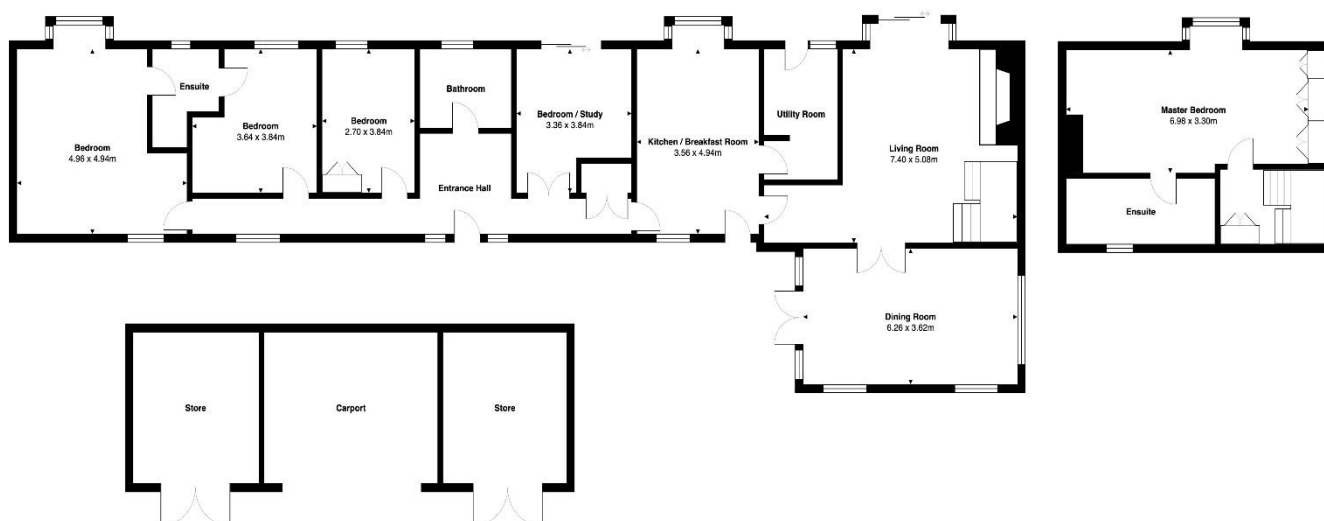 Bedroom
4.96 x 4.94m
Ensuite
Bedroom
3.64 x 3.84m
Bedroom
2.70 x 3.84m
Bathroom
Entrance Hall
Bedroom / Study
3.36 x 3.84m
Kitchen / Breakfast Room
3.56 x 4.94m
Utility Room
Living Room
7.40 x 5.08m
Dining Room
6.26 x 3.62m
Master Bedroom
6.98 x 3.30m
Ensuite
Store
Carport
Store